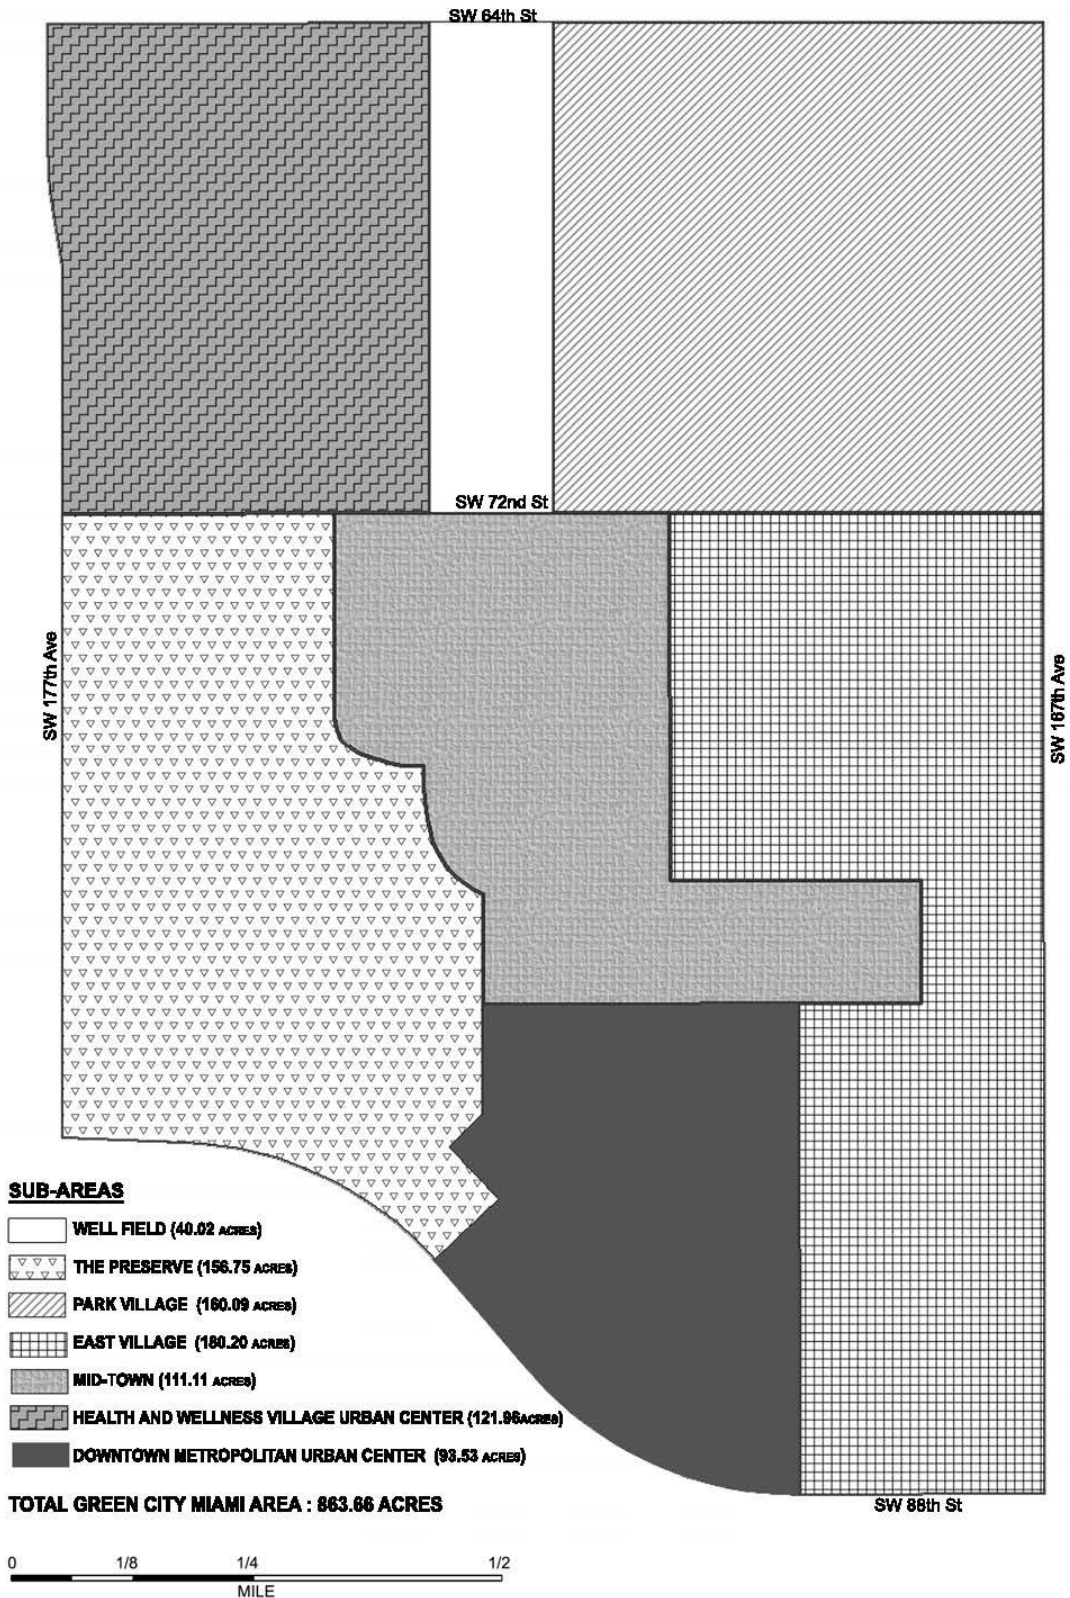 SW 64th St
SW 72nd St
SW 177th Ave
SW 167th Ave
SUB-AREAS
WELL FIELD (40.02 ACRES)
THE PRESERVE (156.75 ACRES)
PARK VILLAGE (160.09 ACRES)
EAST VILLAGE (180.20 ACRES)
MID-TOWN (111.11 ACRES)
HEALTH AND WELLNESS VILLAGE URBAN CENTER (121.96ACRES)
DOWNTOWN METROPOLITAN URBAN CENTER (93.53 ACRES)
TOTAL GREEN CITY MIAMI AREA : 863.66 ACRES
SW 88th St
0 1/8 1/4 1/2
MILE